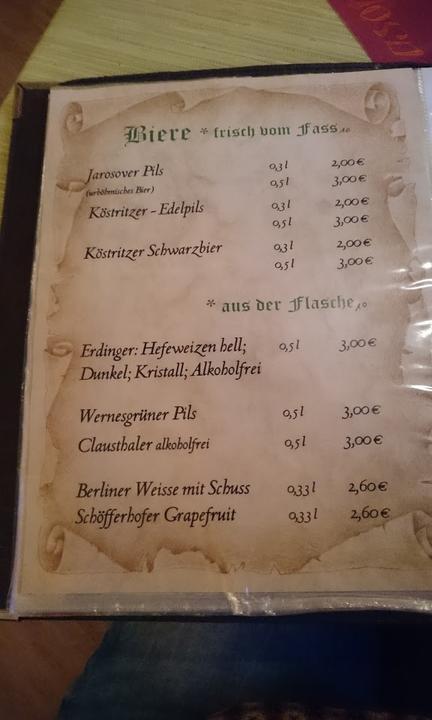 Biere * frisch vom Fass
Jarosover Pils 0,3 l 2,00 €
(urböhmisches Bier) 0,5 l 3,00 €
Köstritzer - Edelpils 0,3 l 2,00 €
0,5 l 3,00 €
Köstritzer Schwarzbier 0,3 l 2,00 €
0,5 l 3,00 €
* aus der Flasche
Erdinger: Hefeweizen hell; 0,5 l 3,00 €
Dunkel; Kristall; Alkoholfrei
Wernesgrüner Pils 0,5 l 3,00 €
Clausthaler alkoholfrei 0,5 l 3,00 €
Berliner Weisse mit Schuss 0,33 l 2,60 €
Schöfferhofer Grapefruit 0,33 l 2,60 €